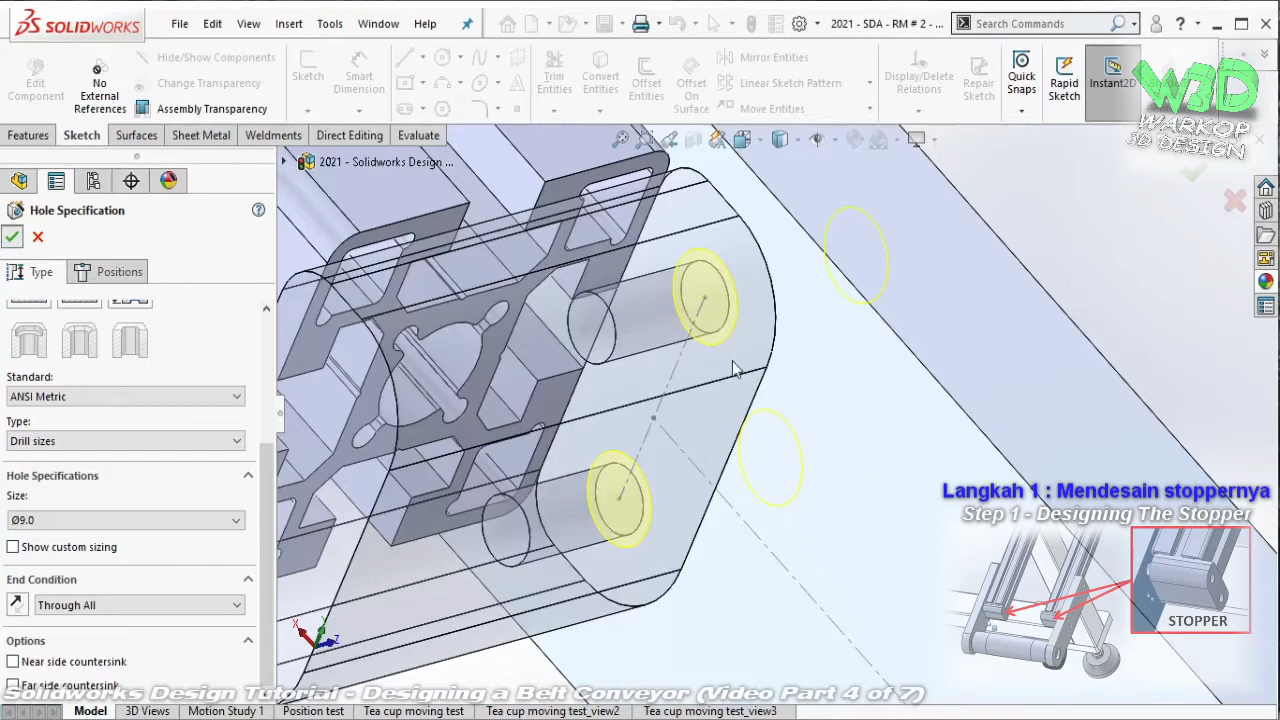 SOLIDWORKS
File
Edit
View
Insert
Tools
Window
Help
2021 - SDA - RM # 2 - ...
Search Commands
Edit
Component
No
External
References
Hide/Show Components
Change Transparency
Assembly Transparency
Sketch
Smart
Dimension
Trim
Entities
Convert
Entities
Offset
Entities
Offset
On
Surface
Mirror Entities
Linear Sketch Pattern
Move Entities
Display/Delete
Relations
Repair
Sketch
Quick
Snaps
Rapid
Sketch
Instant2D
W3D
WARKOP
3D DESIGN
Features
Sketch
Surfaces
Sheet Metal
Weldments
Direct Editing
Evaluate
2021 - Solidworks Design ...
Hole Specification
Type
Positions
Standard:
ANSI Metric
Type:
Drill sizes
Hole Specifications
Size:
Ø9.0
Show custom sizing
End Condition
Through All
Options
Near side countersink
Far side countersink
X
Y
Z
Langkah 1 : Mendesain stoppernya
Step 1 - Designing The Stopper
STOPPER
Solidworks Design Tutorial - Designing a Belt Conveyor (Video Part 4 of 7)
Model
3D Views
Motion Study 1
Position test
Tea cup moving test
Tea cup moving test_view2
Tea cup moving test_view3